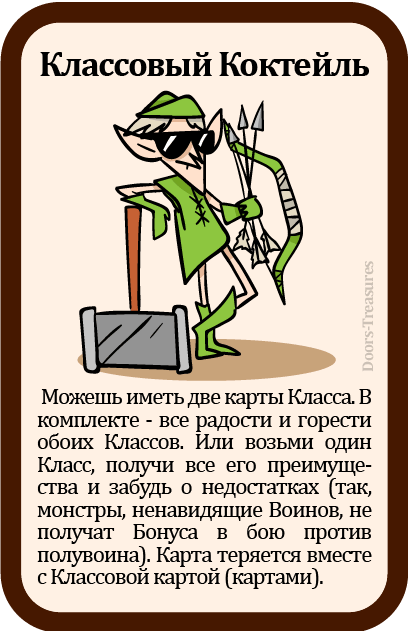 Классовый Коктейль
Doors-Treasures
Можешь иметь две карты Класса. В
комплекте - все радости и горести
обоих Классов. Или возьми один
Класс, получи все его преимуще-
ства и забудь о недостатках (так,
монстры, ненавидящие Воинов, не
получат Бонуса в бою против
полувоина). Карта теряется вместе
с Классовой картой (картами).